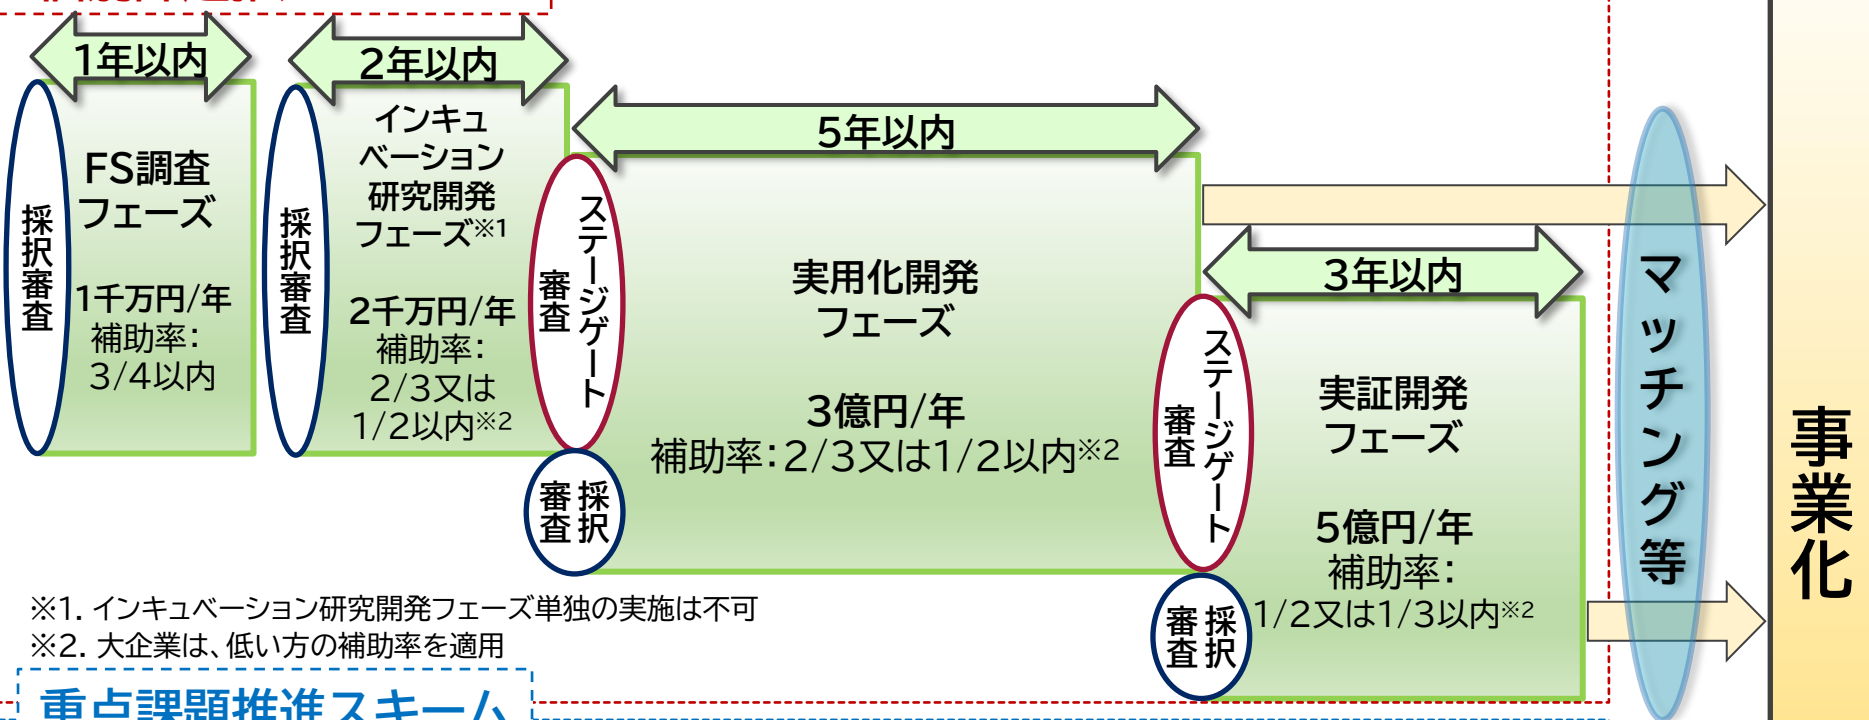 1年以内
採択審査
FS調査
フェーズ
1千万円/年
補助率:
3/4以内
2年以内
採択審査
インキュ
ベーション
研究開発
フェーズ※1
2千万円/年
補助率:
2/3又は
1/2以内※2
5年以内
ステージゲート
審査
採択
審査
実用化開発
フェーズ
3億円/年
補助率:2/3又は1/2以内※2
3年以内
ステージゲート
審査
採択
審査
実証開発
フェーズ
5億円/年
補助率:
1/2又は1/3以内※2
マッチング等
事業化
※1. インキュベーション研究開発フェーズ単独の実施は不可
※2. 大企業は、低い方の補助率を適用
重点課題推進スキーム